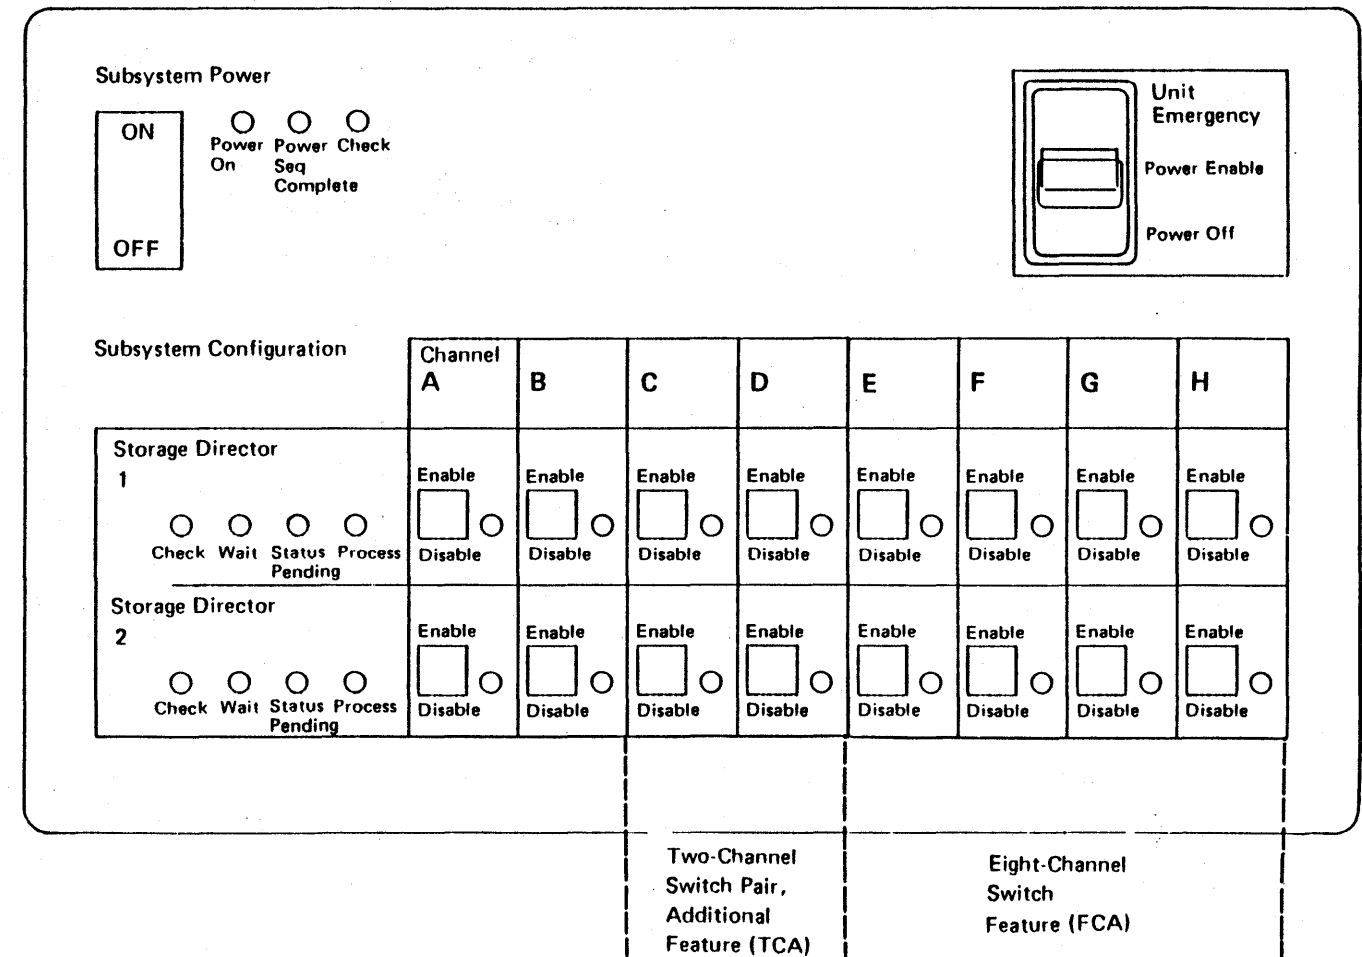 Subsystem Power
ON
OFF
Power On
Power Seq Complete
Check
Unit Emergency
Power Enable
Power Off
Subsystem Configuration
Channel
A B C D E F G H
Storage Director
1
Check Wait Status Pending Process
Enable Enable Enable Enable Enable Enable Enable Enable
Disable Disable Disable Disable Disable Disable Disable Disable
Storage Director
2
Check Wait Status Pending Process
Enable Enable Enable Enable Enable Enable Enable Enable
Disable Disable Disable Disable Disable Disable Disable Disable
Two-Channel
Switch Pair,
Additional
Feature (TCA)
Eight-Channel
Switch
Feature (FCA)